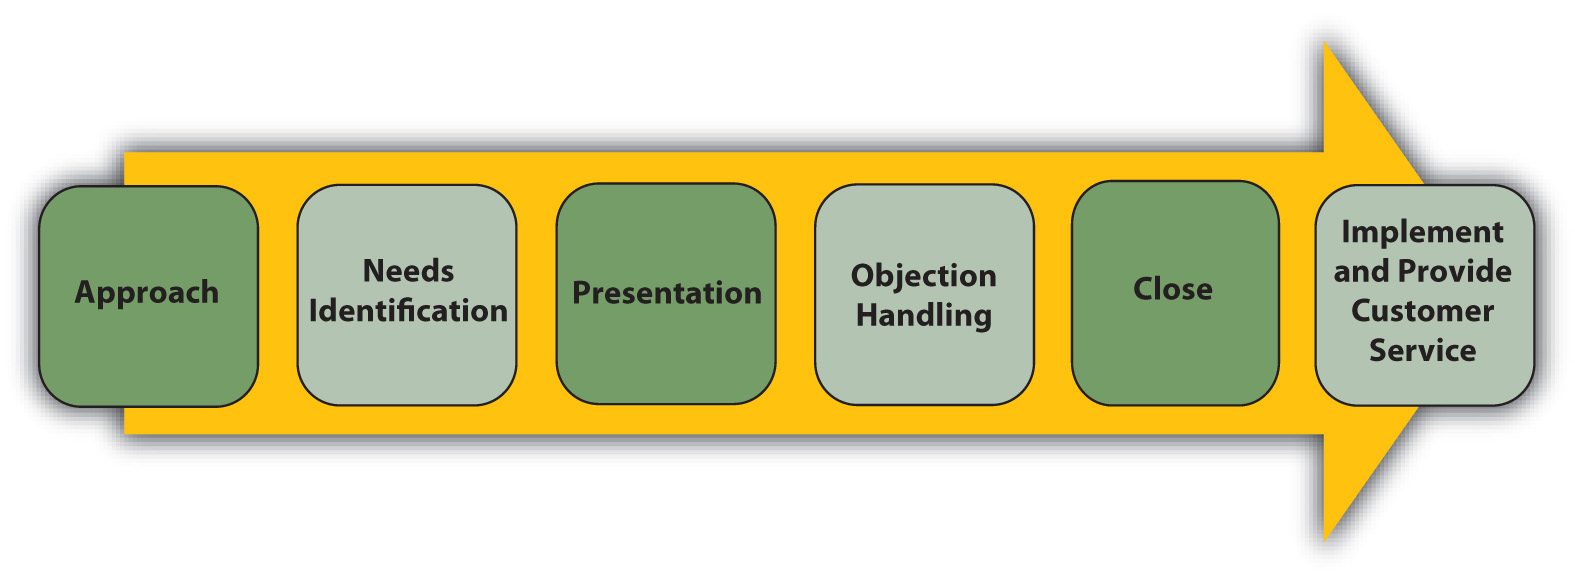 Approach
Needs
Identification
Presentation
Objection
Handling
Close
Implement
and Provide
Customer
Service